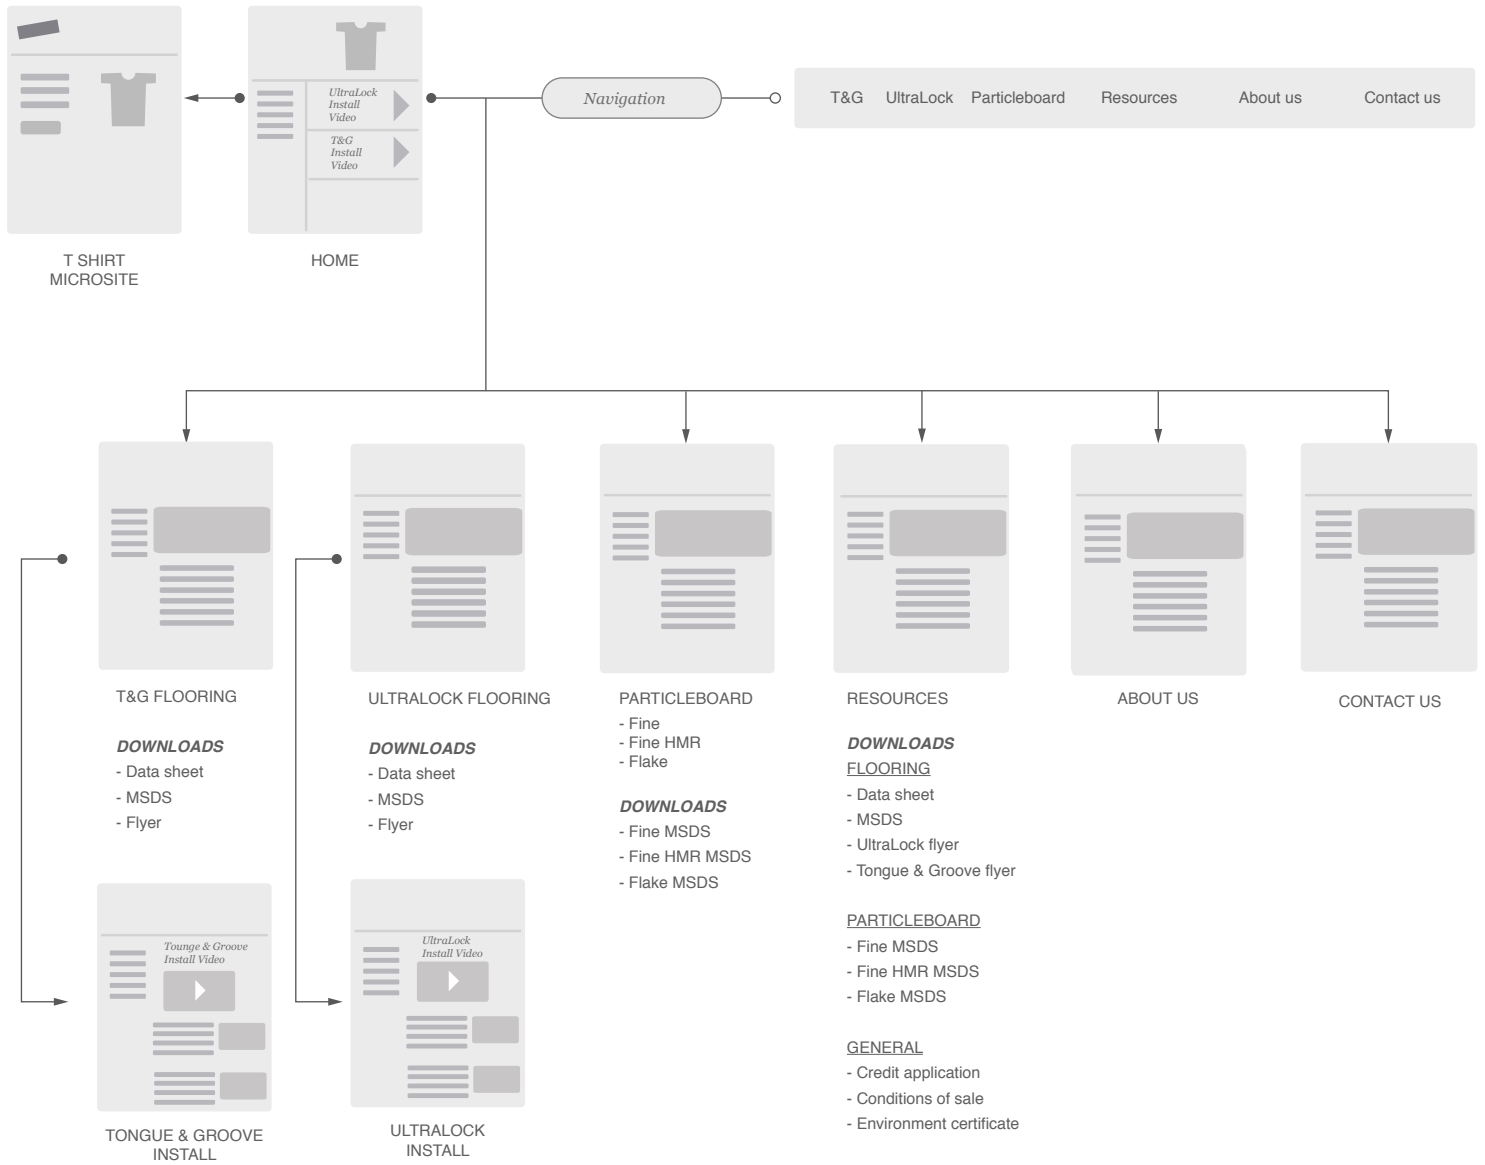 UltraLock
Install
Video
T&G
Install
Video
Navigation
T&G UltraLock Particleboard Resources About us Contact us
T SHIRT
MICROSITE
HOME
T&G FLOORING
DOWNLOADS
- Data sheet
- MSDS
- Flyer
ULTRALOCK FLOORING
DOWNLOADS
- Data sheet
- MSDS
- Flyer
PARTICLEBOARD
- Fine
- Fine HMR
- Flake
DOWNLOADS
- Fine MSDS
- Fine HMR MSDS
- Flake MSDS
RESOURCES
DOWNLOADS
FLOORING
- Data sheet
- MSDS
- UltraLock flyer
- Tongue & Groove flyer
PARTICLEBOARD
- Fine MSDS
- Fine HMR MSDS
- Flake MSDS
GENERAL
- Credit application
- Conditions of sale
- Environment certificate
ABOUT US
CONTACT US
Tounge & Groove
Install Video
TONGUE & GROOVE
INSTALL
UltraLock
Install Video
ULTRALOCK
INSTALL